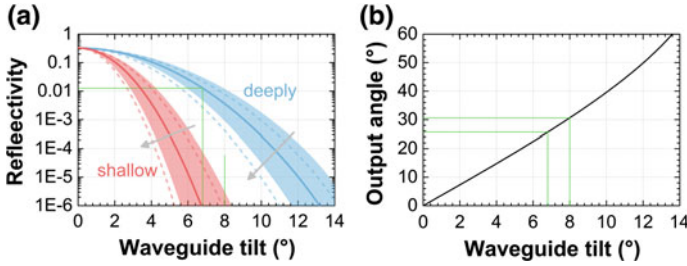 (a)
Refleectivity
1
0.1
0.01
1E-3
1E-4
1E-5
1E-6
deeply
shallow
0 2 4 6 8 10 12 14
Waveguide tilt (°)
(b)
Output angle (°)
60
50
40
30
20
10
0
0 2 4 6 8 10 12 14
Waveguide tilt (°)